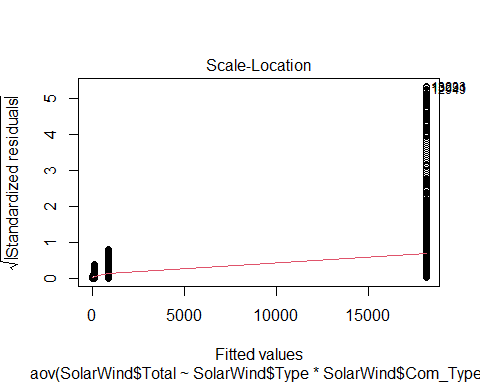 Scale-Location
√|Standardized residuals|
5
4
3
2
1
0
0 5000 10000 15000
Fitted values
aov(SolarWind$Total ~ SolarWind$Type * SolarWind$Com_Type